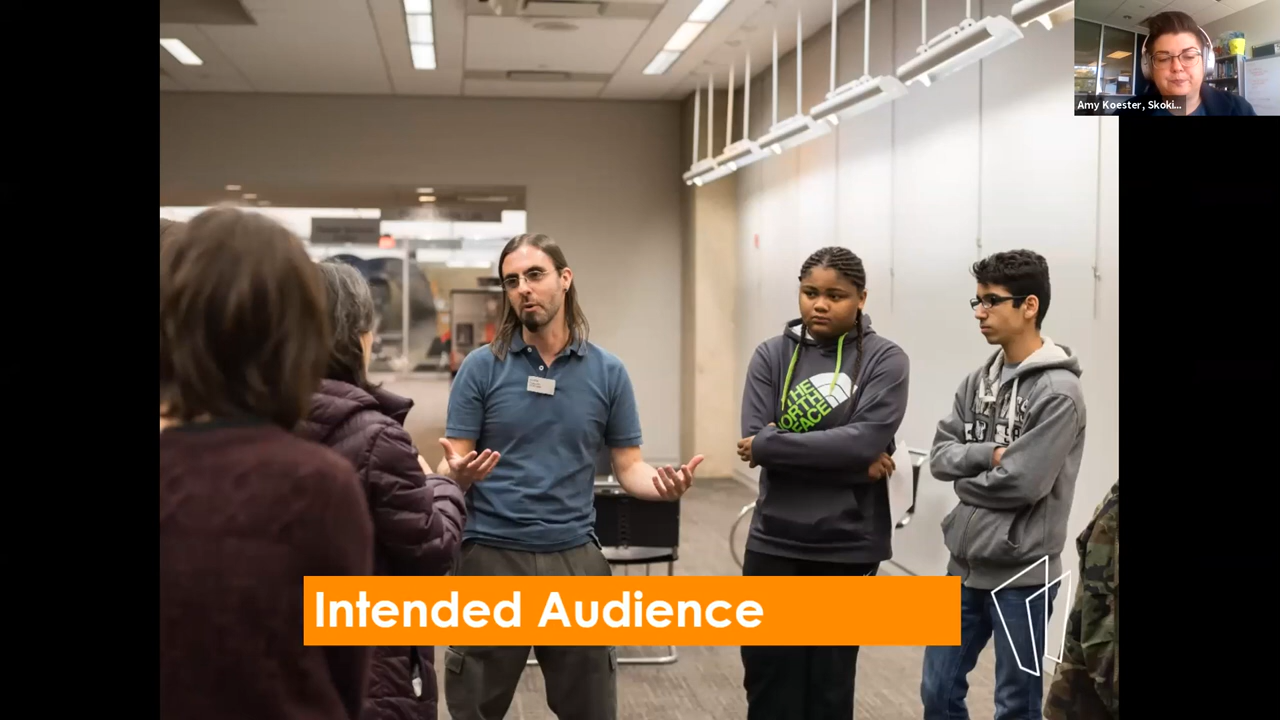 Amy Koester, Skoki...
THE
NORTH
FACE
Intended Audience